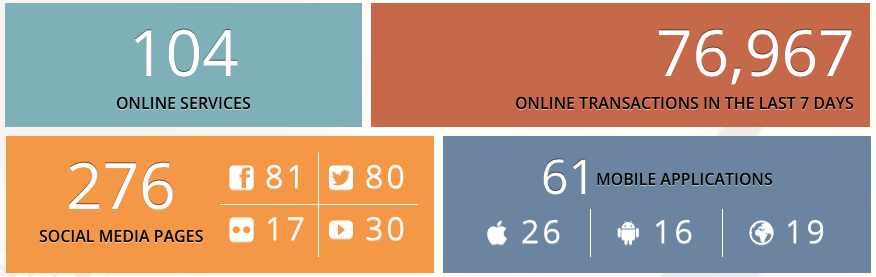 104
ONLINE SERVICES
76,967
ONLINE TRANSACTIONS IN THE LAST 7 DAYS
276
SOCIAL MEDIA PAGES
81 80
17 30
61 MOBILE APPLICATIONS
26 16 19